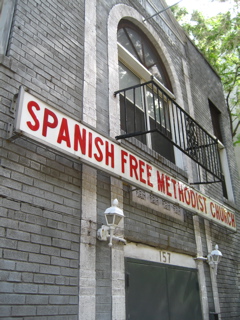 SPANISH FREE METHODIST CHURCH
157